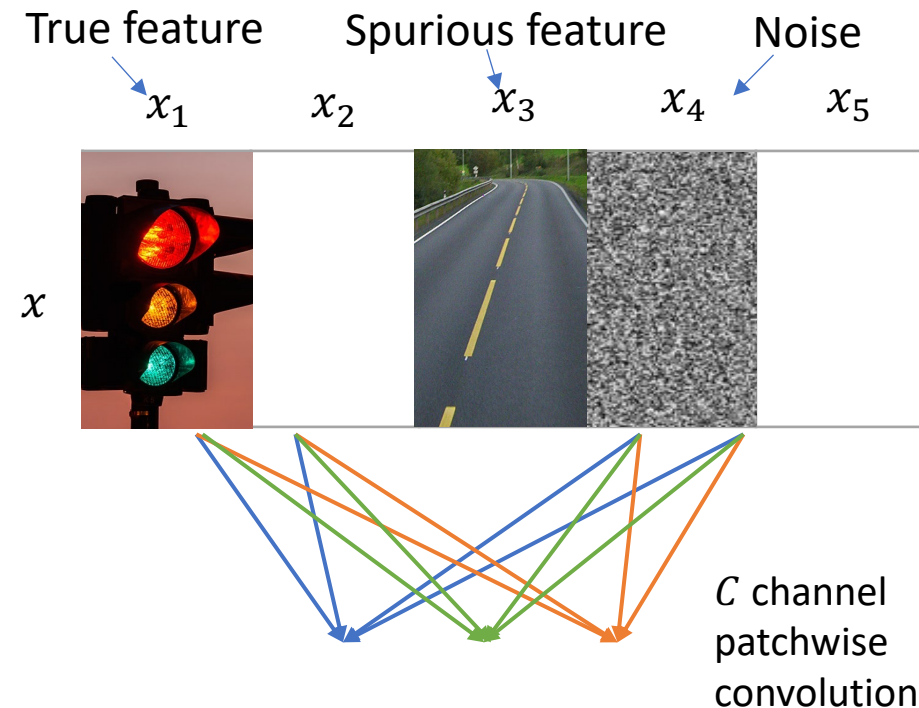 True feature
Spurious feature
Noise
x₁
x₂
x₃
x₄
x₅
x
C channel
patchwise
convolution